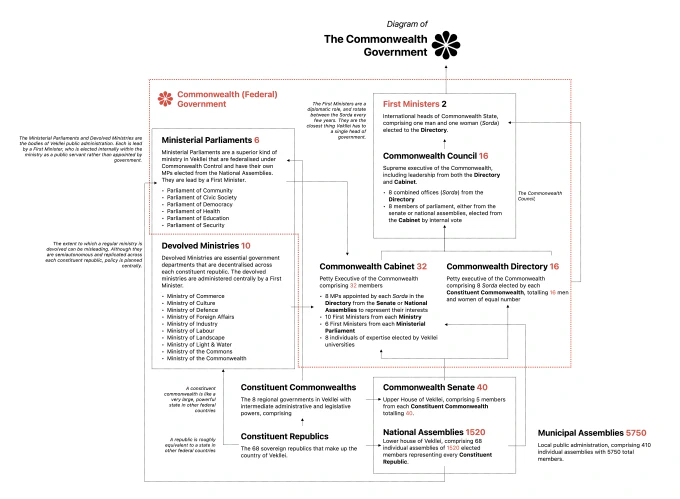 Diagram of
The Commonwealth
Government
Commonwealth (Federal)
Government
The First Ministers are a
diplomatic role, and rotate
between the Sorda every
few years. They are the
closest thing Vekllei has to
a single head of
government.
First Ministers 2
International heads of Commonwealth State,
comprising one man and one woman (Sorda)
elected to the Directory.
The Ministerial Parliaments and Devolved Ministries are
the bodies of Vekllei public administration. Each is lead
by a First Minister, who is elected internally within the
ministry as a public servant rather than appointed by
government.
Ministerial Parliaments 6
Ministerial Parliaments are a superior kind of
ministry in Vekllei that are federalised under
Commonwealth Control and have their own
MPs elected from the National Assemblies.
They are lead by a First Minister.
• Parliament of Community
• Parliament of Civic Society
• Parliament of Democracy
• Parliament of Health
• Parliament of Education
• Parliament of Security
Commonwealth Council 16
Supreme executive of the Commonwealth,
including leadership from both the Directory
and Cabinet.
• 8 combined offices (Sorda) from the
Directory
• 8 members of parliament, either from the
senate or national assemblies, elected from
the Cabinet by internal vote
The Commonwealth
Council
The extent to which a regular ministry is
devolved can be misleading. Although they
are semiautonomous and replicated across
each constituent republic, policy is planned
centrally.
Devolved Ministries 10
Devolved Ministries are essential government
departments that are decentralised across
each constituent republic. The devolved
ministries are administered centrally by a First
Minister.
• Ministry of Commerce
• Ministry of Culture
• Ministry of Defence
• Ministry of Foreign Affairs
• Ministry of Industry
• Ministry of Labour
• Ministry of Landscape
• Ministry of Light & Water
• Ministry of the Commons
• Ministry of the Commonwealth
Commonwealth Cabinet 32
Petty Executive of the Commonwealth
comprising 32 members
• 8 MPs appointed by each Sorda in the
Directory from the Senate or National
Assemblies to represent their interests
• 10 First Ministers from each Ministry
• 6 First Ministers from each Ministerial
Parliament
• 8 individuals of expertise elected by Vekllei
universities
Commonwealth Directory 16
Petty executive of the Commonwealth
comprising 8 Sorda elected by each
Constituent Commonwealth, totalling 16 men
and women of equal number
A constituent
commonwealth is like a
very large, powerful
state in other federal
countries
Constituent Commonwealths
The 8 regional governments in Vekllei with
intermediate administrative and legislative
powers, comprising
Commonwealth Senate 40
Upper House of Vekllei, comprising 5 members
from each Constituent Commonwealth
totalling 40.
A republic is roughly
equivalent to a state in
other federal countries
Constituent Republics
The 68 sovereign republics that make up the
country of Vekllei.
National Assemblies 1520
Lower house of Vekllei, comprising 68
individual assemblies of 1520 elected
members representing every Constituent
Republic.
Municipal Assemblies 5750
Local public administration, comprising 410
individual assemblies with 5750 total
members.